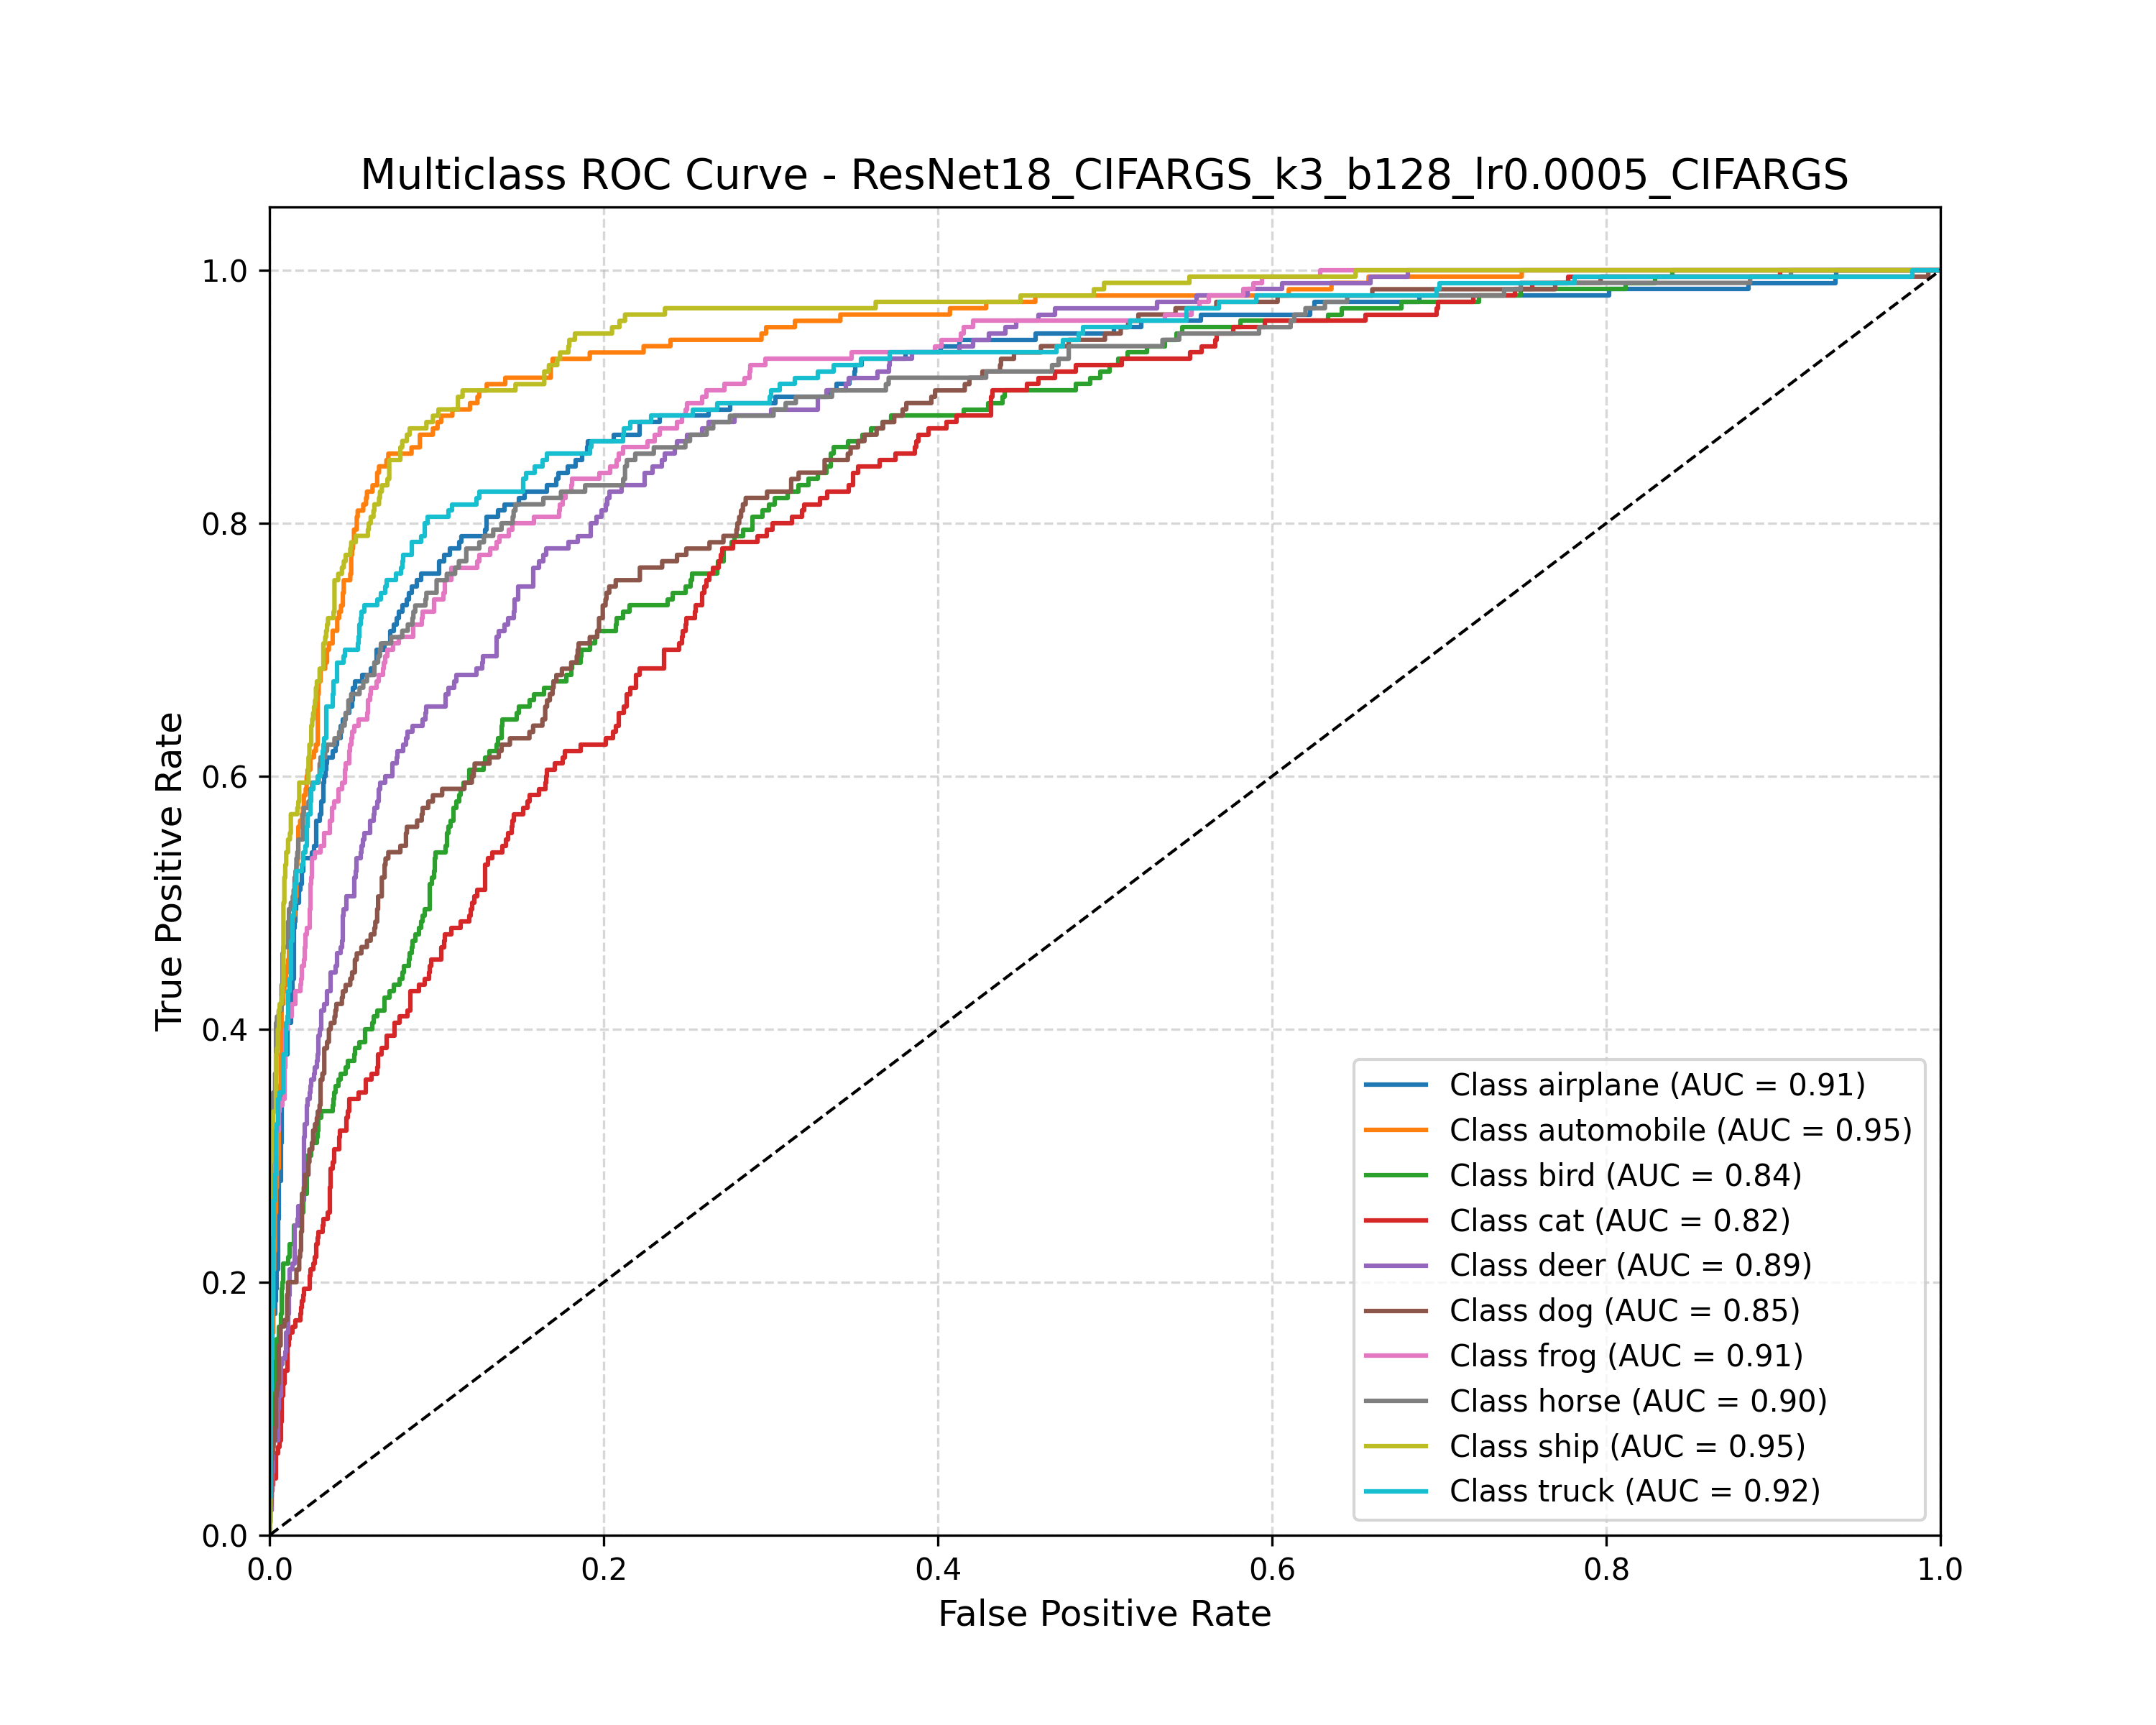 Multiclass ROC Curve - ResNet18_CIFARGS_k3_b128_lr0.0005_CIFARGS
1.0
0.8
0.6
0.4
0.2
0.0
True Positive Rate
Class airplane (AUC = 0.91)
Class automobile (AUC = 0.95)
Class bird (AUC = 0.84)
Class cat (AUC = 0.82)
Class deer (AUC = 0.89)
Class dog (AUC = 0.85)
Class frog (AUC = 0.91)
Class horse (AUC = 0.90)
Class ship (AUC = 0.95)
Class truck (AUC = 0.92)
0.0 0.2 0.4 0.6 0.8 1.0
False Positive Rate